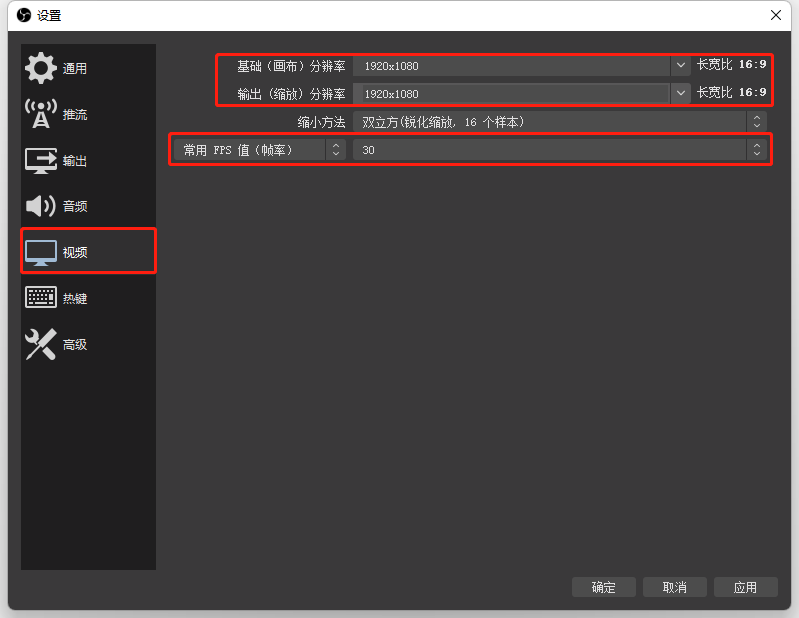 设置
通用
推流
输出
音频
视频
热键
高级
基础（画布）分辨率 1920x1080 长宽比 16:9
输出（缩放）分辨率 1920x1080 长宽比 16:9
缩小方法 双立方(锐化缩放, 16 个样本)
常用 FPS 值（帧率） 30
确定 取消 应用